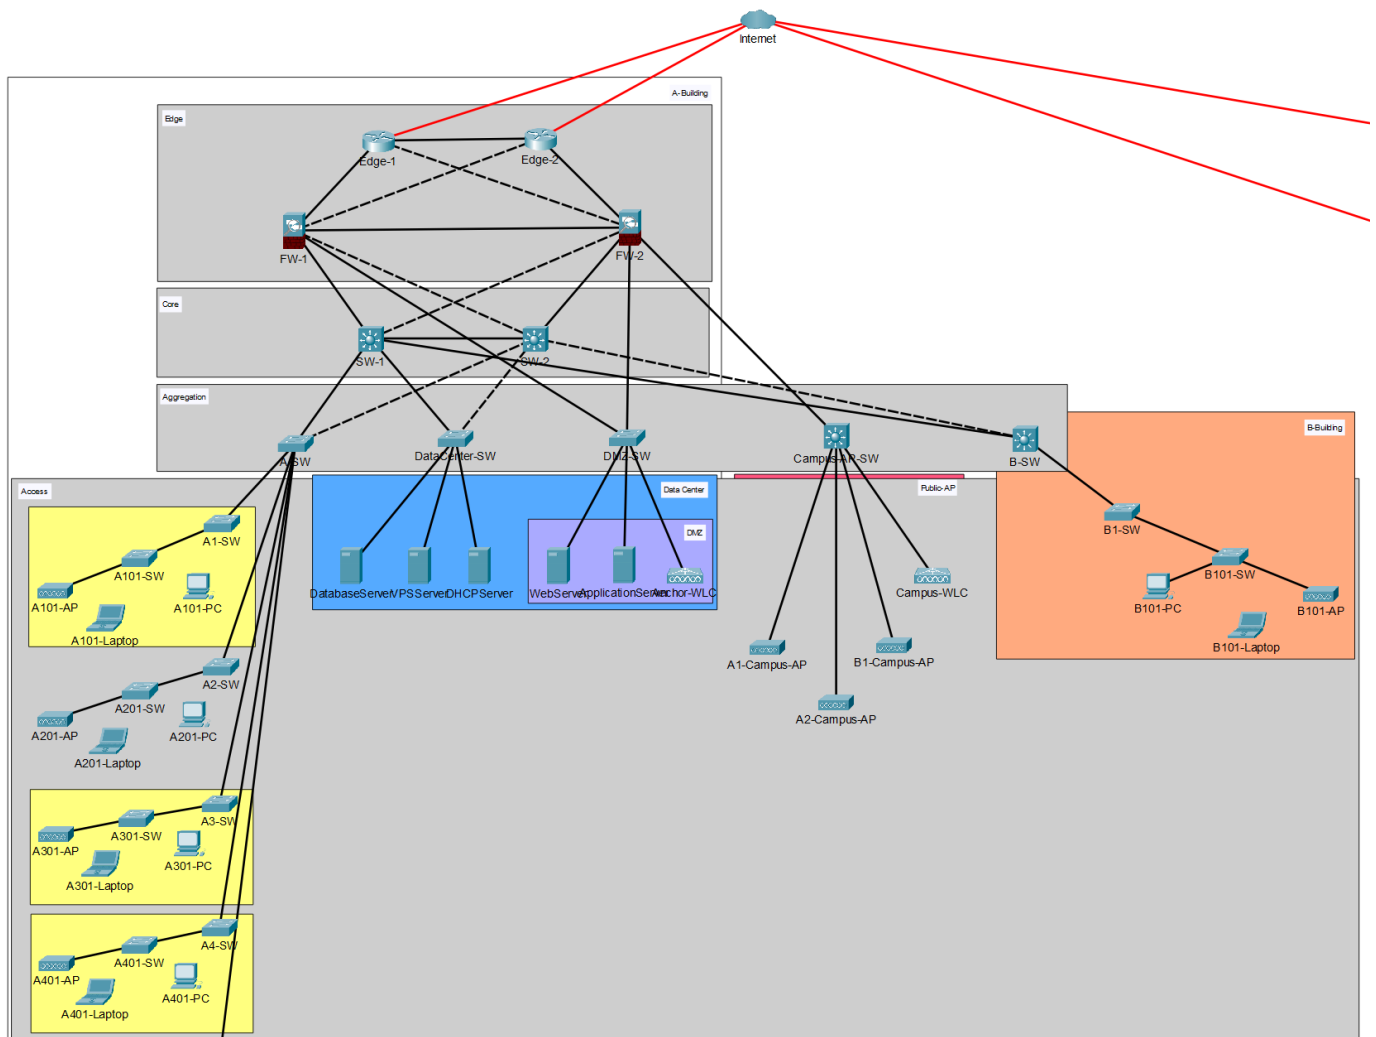 Internet
A-Building
Edge
Edge-1
Edge-2
FW-1
FW-2
Core
SW-1
SW-2
Aggregation
A-SW
DataCenter-SW
DMZ-SW
Campus-AP-SW
B-SW
B-Building
Access
Data Center
Public-AP
DMZ
A1-SW
A101-SW
A101-AP
A101-PC
A101-Laptop
DatabaseServer
VPSServer
DHCPServer
WebServer
ApplicationServer
Anchor-WLC
Campus-WLC
A1-Campus-AP
B1-Campus-AP
A2-Campus-AP
B1-SW
B101-SW
B101-PC
B101-AP
B101-Laptop
A2-SW
A201-SW
A201-AP
A201-PC
A201-Laptop
A3-SW
A301-SW
A301-AP
A301-PC
A301-Laptop
A4-SW
A401-SW
A401-AP
A401-PC
A401-Laptop